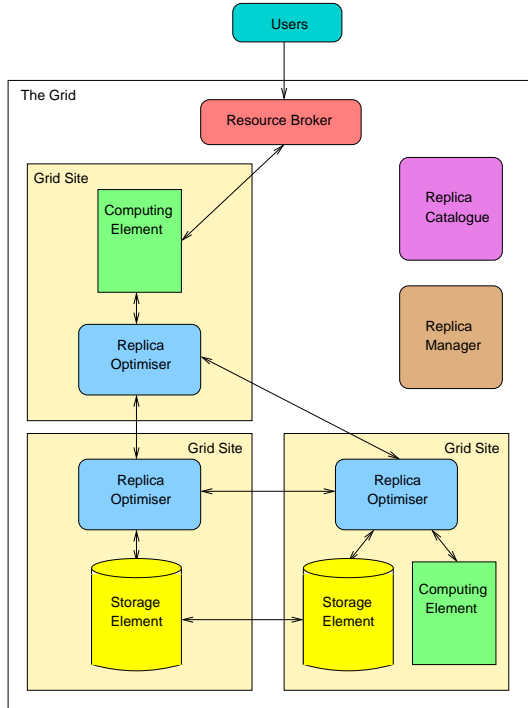 Users
The Grid
Resource Broker
Grid Site
Computing
Element
Replica
Catalogue
Replica
Optimiser
Replica
Manager
Grid Site
Replica
Optimiser
Storage
Element
Grid Site
Replica
Optimiser
Storage
Element
Computing
Element